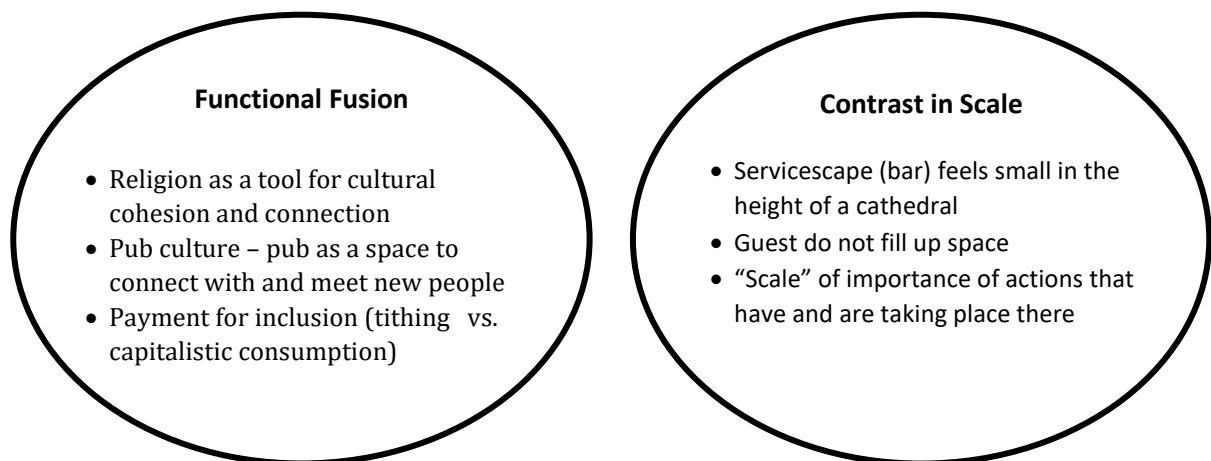 Functional Fusion
• Religion as a tool for cultural
cohesion and connection
• Pub culture – pub as a space to
connect with and meet new people
• Payment for inclusion (tithing vs.
capitalistic consumption)
Contrast in Scale
• Servicescape (bar) feels small in the
height of a cathedral
• Guest do not fill up space
• “Scale” of importance of actions that
have and are taking place there